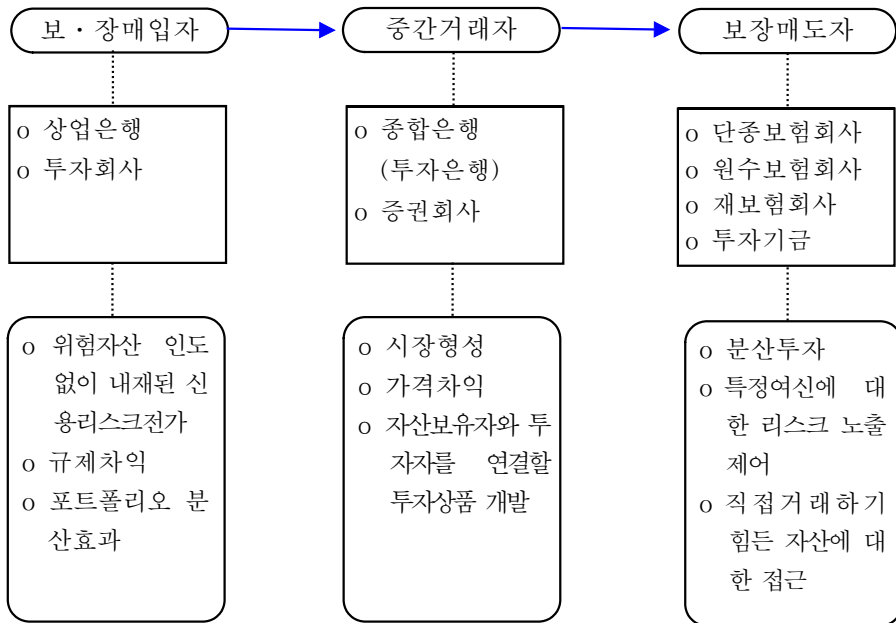 보·장매입자
중간거래자
보장매도자
o 상업은행
o 투자회사
o 종합은행
(투자은행)
o 증권회사
o 단종보험회사
o 원수보험회사
o 재보험회사
o 투자기금
o 위험자산 인도
없이 내재된 신
용리스크전가
o 규제차익
o 포트폴리오 분
산효과
o 시장형성
o 가격차익
o 자산보유자와 투
자자를 연결할
투자상품 개발
o 분산투자
o 특정여신에 대
한 리스크 노출
제어
o 직접거래하기
힘든 자산에 대
한 접근